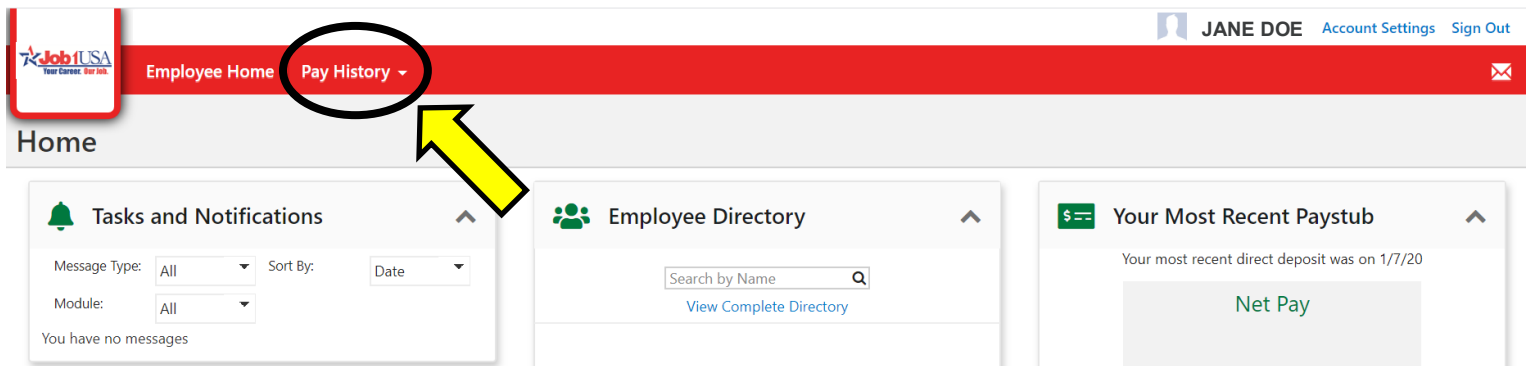 JANE DOE Account Settings Sign Out
Job1USA
Your Career. Our Job.
Employee Home Pay History
Home
Tasks and Notifications
Message Type: All Sort By: Date
Module: All
You have no messages
Employee Directory
Search by Name
View Complete Directory
$
Your Most Recent Paystub
Your most recent direct deposit was on 1/7/20
Net Pay